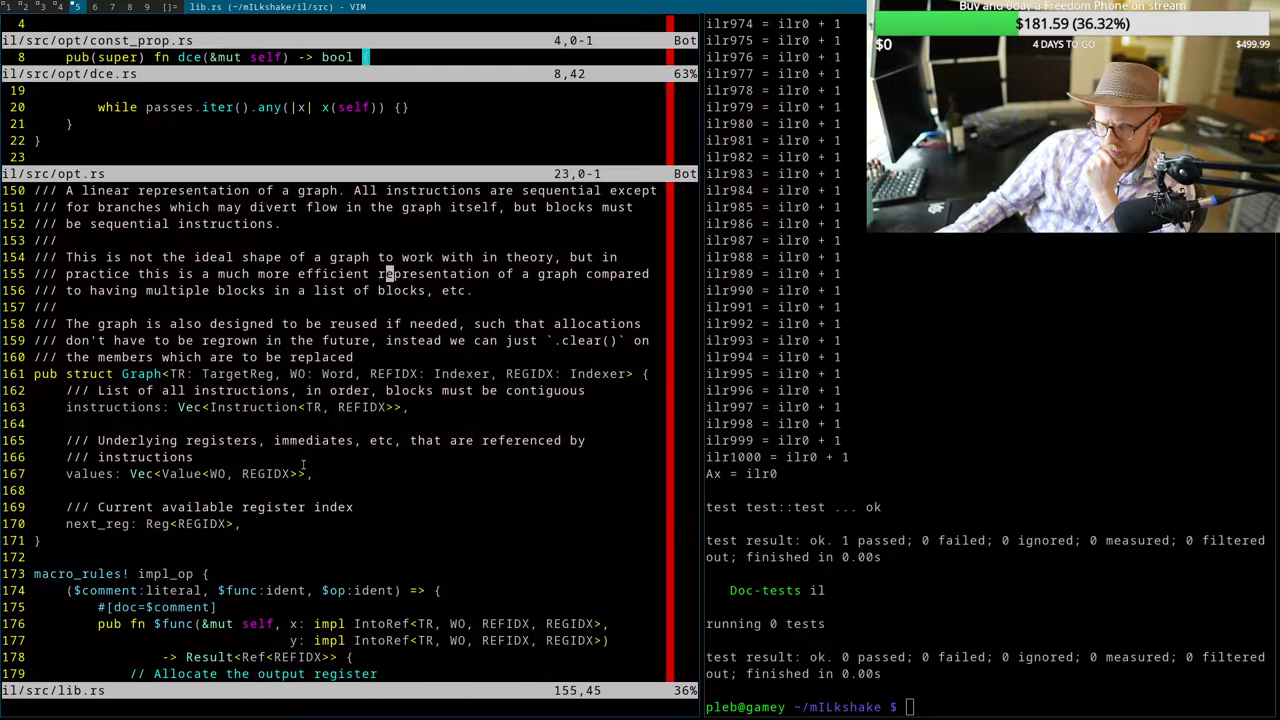 1 2 3 4 5 6 7 8 9 []= lib.rs (~/mILkshake/il/src) - VIM
4
il/src/opt/const_prop.rs 4,0-1 Bot
8     pub(super) fn dce(&mut self) -> bool {
il/src/opt/dce.rs 8,42 63%
19
20         while passes.iter().any(|x| x(self)) {}
21     }
22 }
23
il/src/opt.rs 23,0-1 Bot
150 /// A linear representation of a graph. All instructions are sequential except
151 /// for branches which may divert flow in the graph itself, but blocks must
152 /// be sequential instructions.
153 ///
154 /// This is not the ideal shape of a graph to work with in theory, but in
155 /// practice this is a much more efficient representation of a graph compared
156 /// to having multiple blocks in a list of blocks, etc.
157 ///
158 /// The graph is also designed to be reused if needed, such that allocations
159 /// don't have to be regrown in the future, instead we can just `.clear()` on
160 /// the members which are to be replaced
161 pub struct Graph<TR: TargetReg, WO: Word, REFIDX: Indexer, REGIDX: Indexer> {
162     /// List of all instructions, in order, blocks must be contiguous
163     instructions: Vec<Instruction<TR, REFIDX>>,
164
165     /// Underlying registers, immediates, etc, that are referenced by
166     /// instructions
167     values: Vec<Value<WO, REGIDX>>,
168
169     /// Current available register index
170     next_reg: Reg<REGIDX>,
171 }
172
173 macro_rules! impl_op {
174     ($comment:literal, $func:ident, $op:ident) => {
175         #[doc=$comment]
176         pub fn $func(&mut self, x: impl IntoRef<TR, WO, REFIDX, REGIDX>,
177                                 y: impl IntoRef<TR, WO, REFIDX, REGIDX>)
178                 -> Result<Ref<REFIDX>> {
179             // Allocate the output register
il/src/lib.rs 155,45 36%
ilr974 = ilr0 + 1
ilr975 = ilr0 + 1
ilr976 = ilr0 + 1
ilr977 = ilr0 + 1
ilr978 = ilr0 + 1
ilr979 = ilr0 + 1
ilr980 = ilr0 + 1
ilr981 = ilr0 + 1
ilr982 = ilr0 + 1
ilr983 = ilr0 + 1
ilr984 = ilr0 + 1
ilr985 = ilr0 + 1
ilr986 = ilr0 + 1
ilr987 = ilr0 + 1
ilr988 = ilr0 + 1
ilr989 = ilr0 + 1
ilr990 = ilr0 + 1
ilr991 = ilr0 + 1
ilr992 = ilr0 + 1
ilr993 = ilr0 + 1
ilr994 = ilr0 + 1
ilr995 = ilr0 + 1
ilr996 = ilr0 + 1
ilr997 = ilr0 + 1
ilr998 = ilr0 + 1
ilr999 = ilr0 + 1
ilr1000 = ilr0 + 1
Ax = ilr0
test test::test ... ok
test result: ok. 1 passed; 0 failed; 0 ignored; 0 measured; 0 filtered
out; finished in 0.00s
Doc-tests il
running 0 tests
test result: ok. 0 passed; 0 failed; 0 ignored; 0 measured; 0 filtered
out; finished in 0.00s
pleb@gamey ~/mILkshake $
Buy and 0day a Freedom Phone on stream
$181.59 (36.32%)
$0 4 DAYS TO GO $499.99